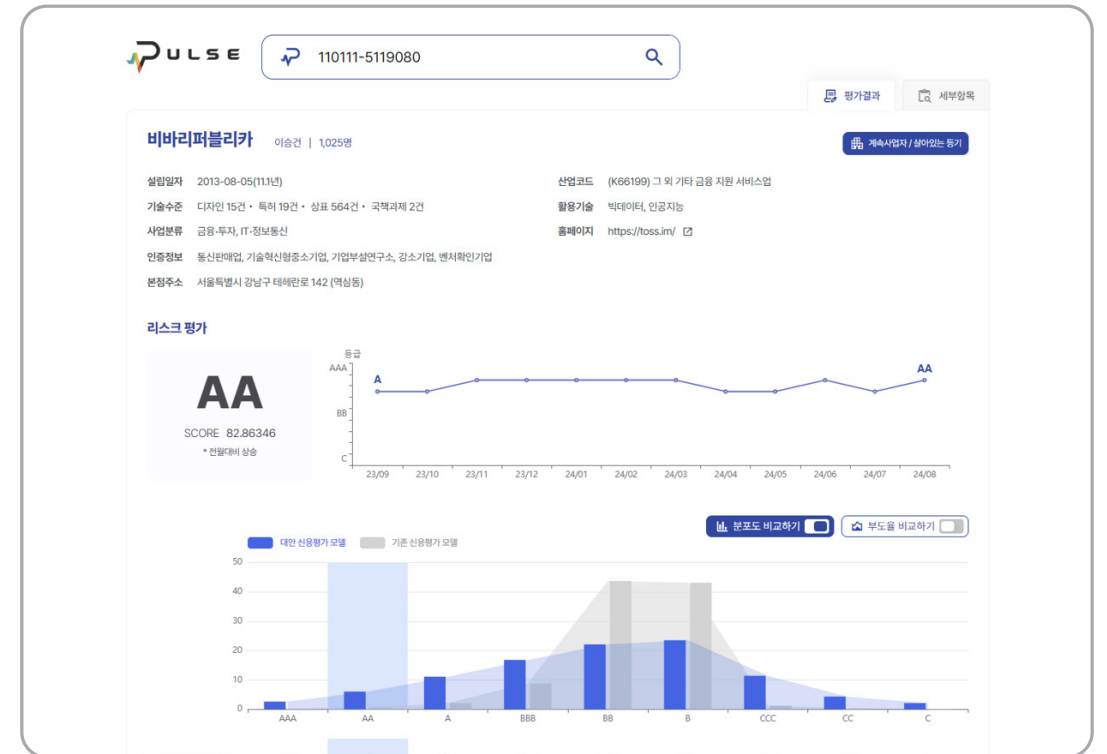 PULSE
110111-5119080
평가결과
세부항목
비바리퍼블리카 이승건 | 1,025명
계속사업자 / 살아있는 등기
설립일자 2013-08-05(11.1년)
산업코드 (K66199) 그 외 기타 금융 지원 서비스업
기술수준 디자인 15건 • 특허 19건 • 상표 564건 • 국책과제 2건
활용기술 빅데이터, 인공지능
사업분류 금융·투자, IT·정보통신
홈페이지 https://toss.im/
인증정보 통신판매업, 기술혁신형중소기업, 기업부설연구소, 강소기업, 벤처확인기업
본점주소 서울특별시 강남구 테헤란로 142 (역삼동)
리스크 평가
AA
SCORE 82.86346
* 전월대비 상승
등급
AAA
BB
C
A
AA
23/09 23/10 23/11 23/12 24/01 24/02 24/03 24/04 24/05 24/06 24/07 24/08
분포도 비교하기
부도율 비교하기
대안 신용평가 모델
기존 신용평가 모델
50
40
30
20
10
0
AAA AA A BBB BB B CCC CC C